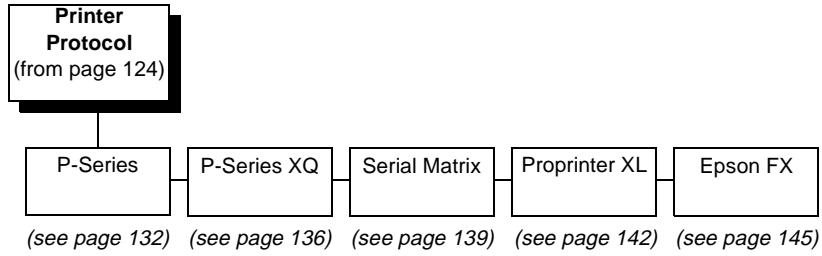 Printer
Protocol
(from page 124)
P-Series
P-Series XQ
Serial Matrix
Proprinter XL
Epson FX
(see page 132)
(see page 136)
(see page 139)
(see page 142)
(see page 145)